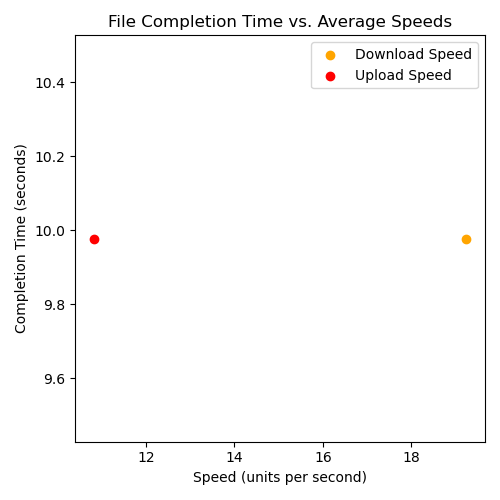 File Completion Time vs. Average Speeds
Download Speed
Upload Speed
Completion Time (seconds)
10.4
10.2
10.0
9.8
9.6
12 14 16 18
Speed (units per second)